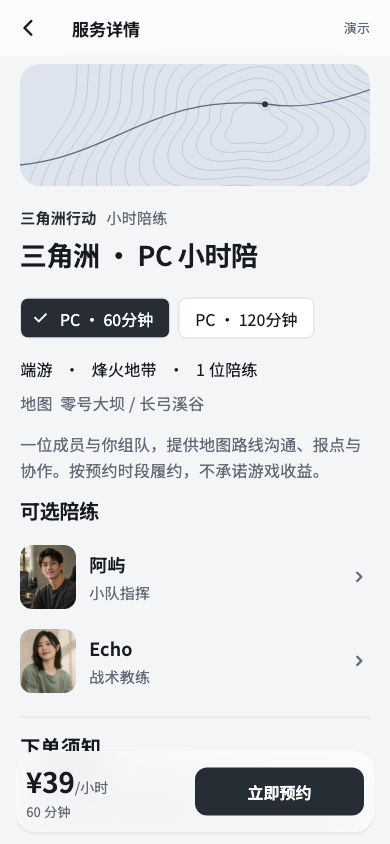 服务详情
演示
三角洲行动 小时陪练
三角洲 · PC 小时陪
PC · 60分钟
PC · 120分钟
端游 · 烽火地带 · 1 位陪练
地图 零号大坝 / 长弓溪谷
一位成员与你组队，提供地图路线沟通、报点与
协作。按预约时段履约，不承诺游戏收益。
可选陪练
阿屿
小队指挥
Echo
战术教练
下单须知
¥39/小时
60 分钟
立即预约